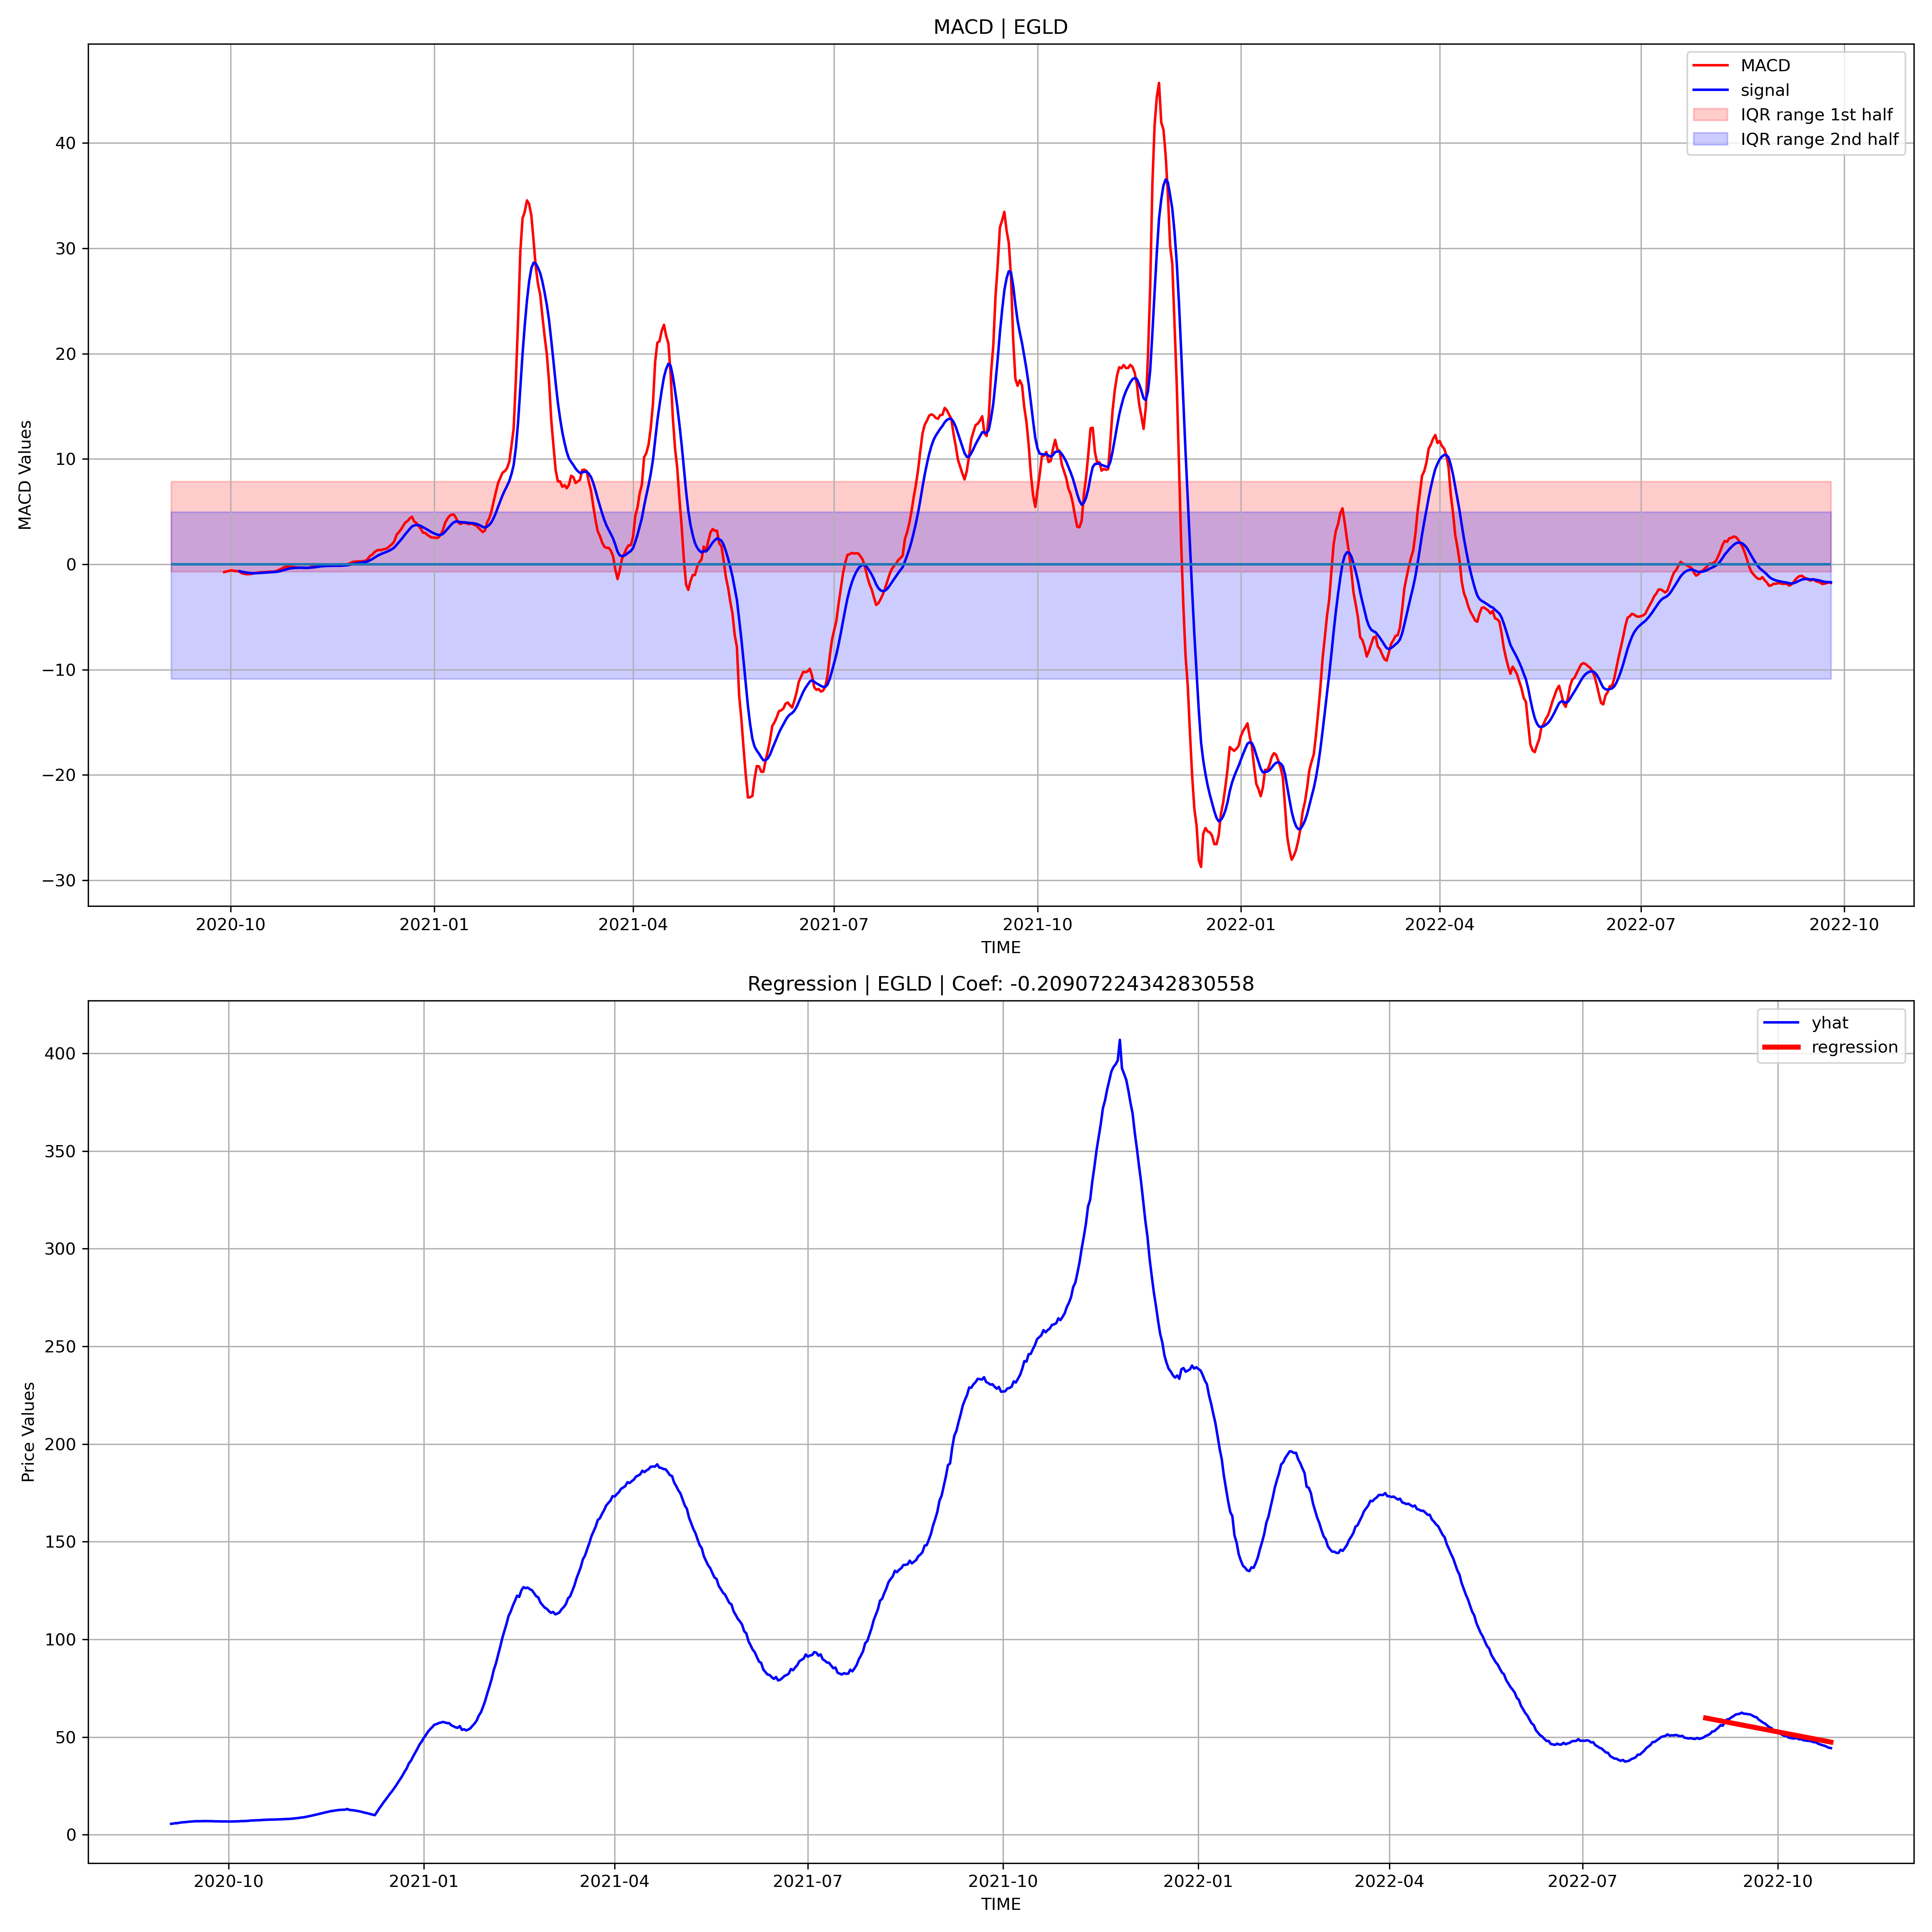 MACD | EGLD
MACD
signal
IQR range 1st half
IQR range 2nd half
MACD Values
40
30
20
10
0
−10
−20
−30
2020-10 2021-01 2021-04 2021-07 2021-10 2022-01 2022-04 2022-07 2022-10
TIME
Regression | EGLD | Coef: -0.20907224342830558
yhat
regression
Price Values
400
350
300
250
200
150
100
50
0
2020-10 2021-01 2021-04 2021-07 2021-10 2022-01 2022-04 2022-07 2022-10
TIME